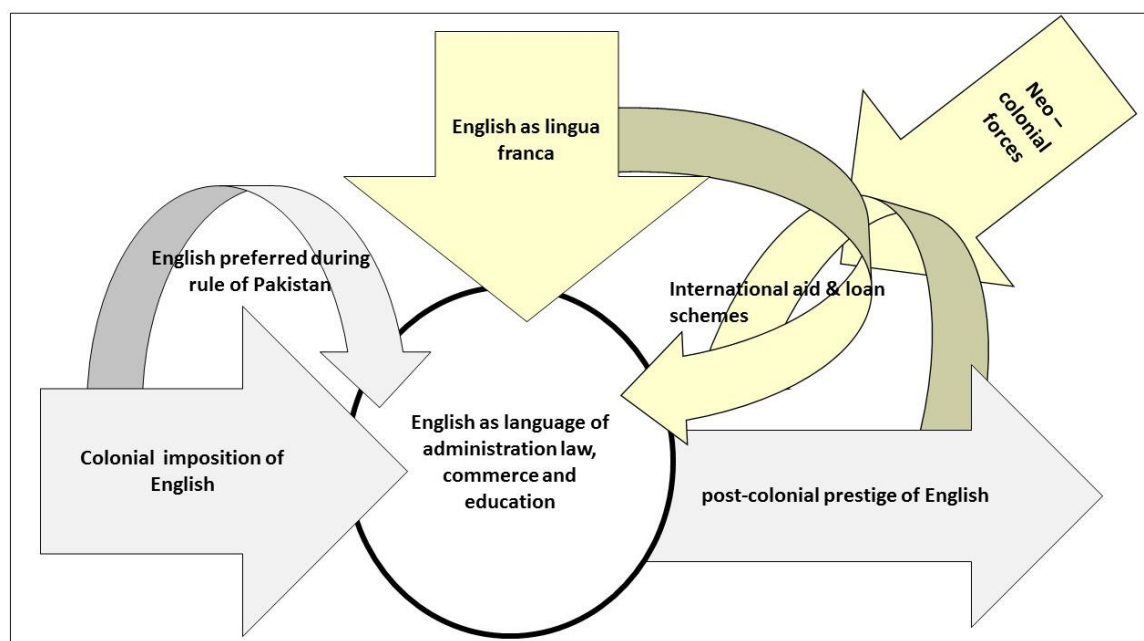 English as lingua
franca
Neo –
colonial
forces
English preferred during
rule of Pakistan
International aid & loan
schemes
English as language of
administration law,
commerce and
education
Colonial imposition of
English
post-colonial prestige of English